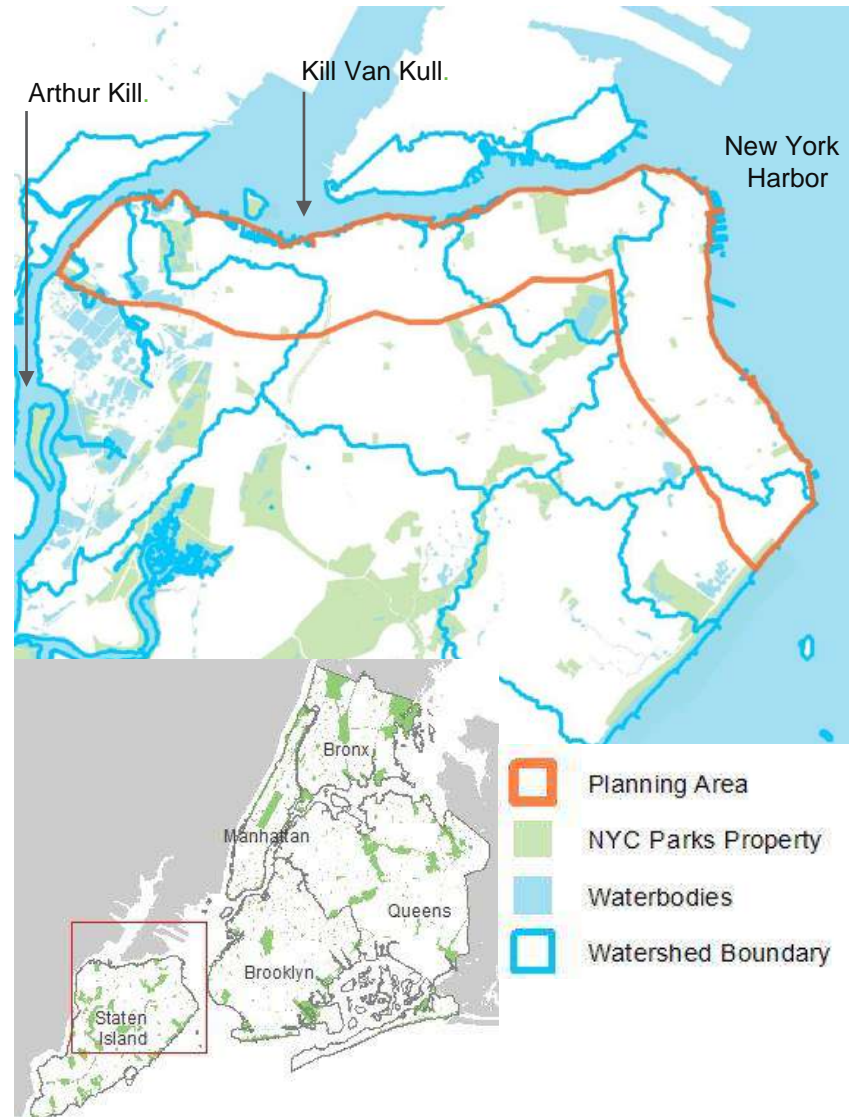 Kill Van Kull.
Arthur Kill.
New York
Harbor
Bronx
Manhattan
Queens
Brooklyn
Staten
Island
Planning Area
NYC Parks Property
Waterbodies
Watershed Boundary